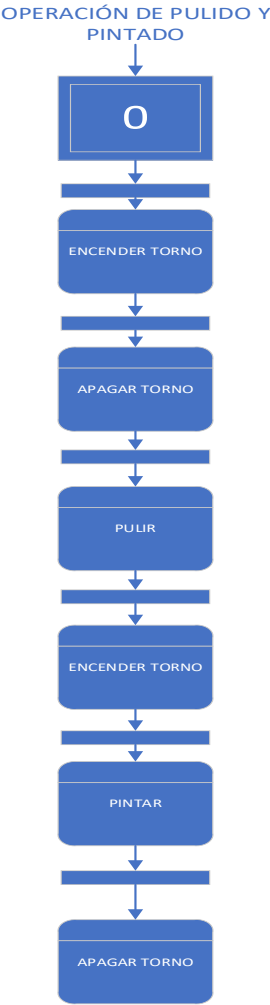 OPERACIÓN DE PULIDO Y
PINTADO
O
ENCENDER TORNO
APAGAR TORNO
PULIR
ENCENDER TORNO
PINTAR
APAGAR TORNO